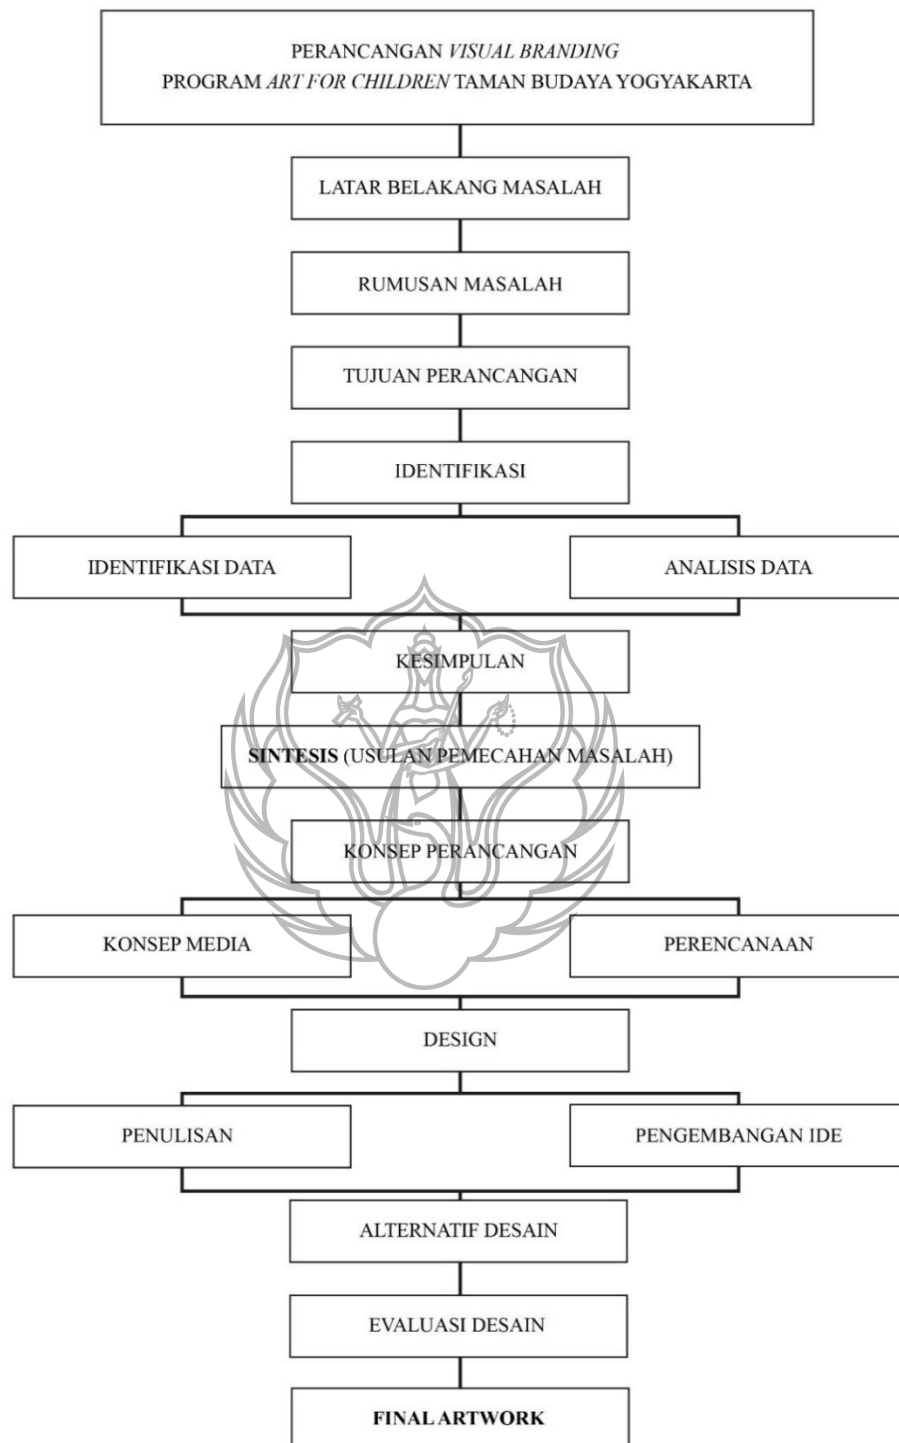 PERANCANGAN VISUAL BRANDING
PROGRAM ART FOR CHILDREN TAMAN BUDAYA YOGYAKARTA
LATAR BELAKANG MASALAH
RUMUSAN MASALAH
TUJUAN PERANCANGAN
IDENTIFIKASI
IDENTIFIKASI DATA
ANALISIS DATA
KESIMPULAN
SINTESIS (USULAN PEMECAHAN MASALAH)
KONSEP PERANCANGAN
KONSEP MEDIA
PERENCANAAN
DESIGN
PENULISAN
PENGEMBANGAN IDE
ALTERNATIF DESAIN
EVALUASI DESAIN
FINAL ARTWORK